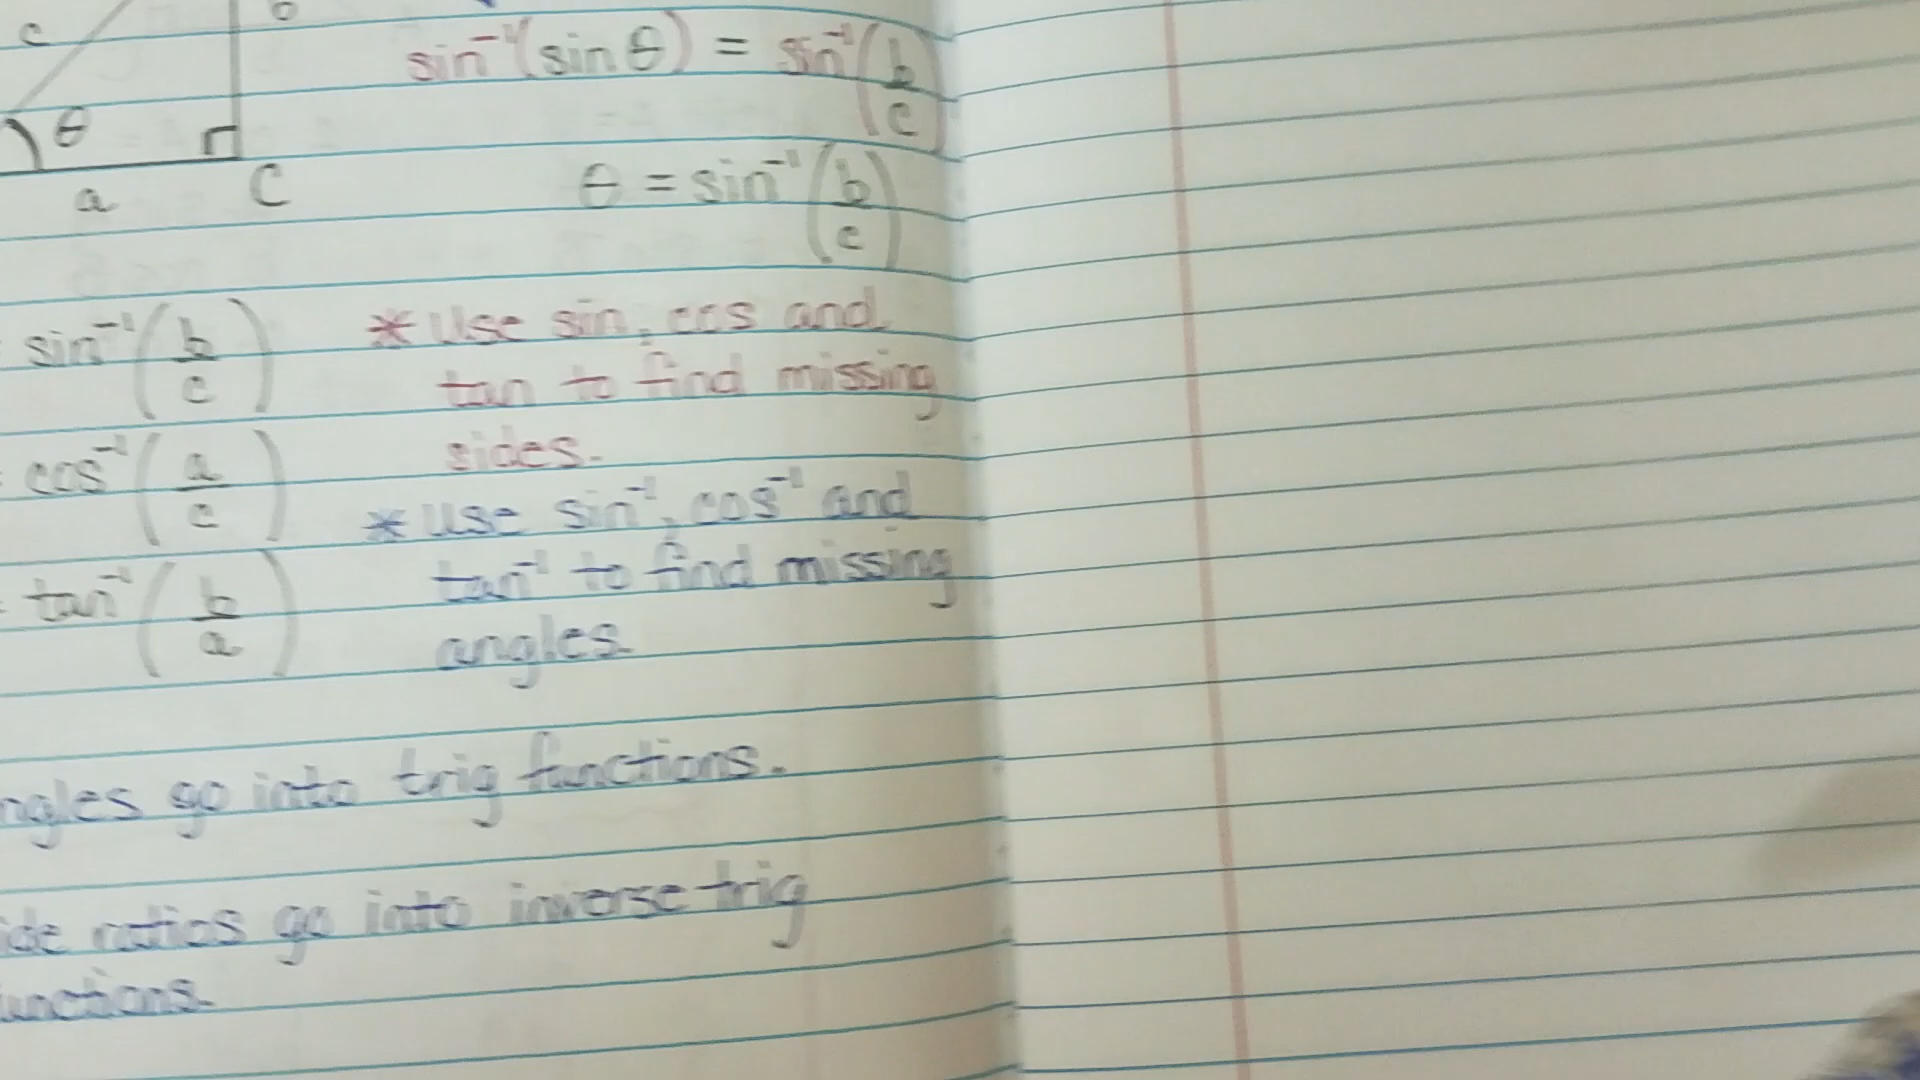 c b
sin⁻¹(sin θ) = sin⁻¹(b/c)
θ
a C
θ = sin⁻¹(b/c)
sin⁻¹(b/c) * Use sin, cos and
tan to find missing
sides.
cos⁻¹(a/c)
* Use sin⁻¹, cos⁻¹ and
tan⁻¹(b/a) tan⁻¹ to find missing
angles.
ngles go into trig functions.
ide ratios go into inverse trig
unctions.